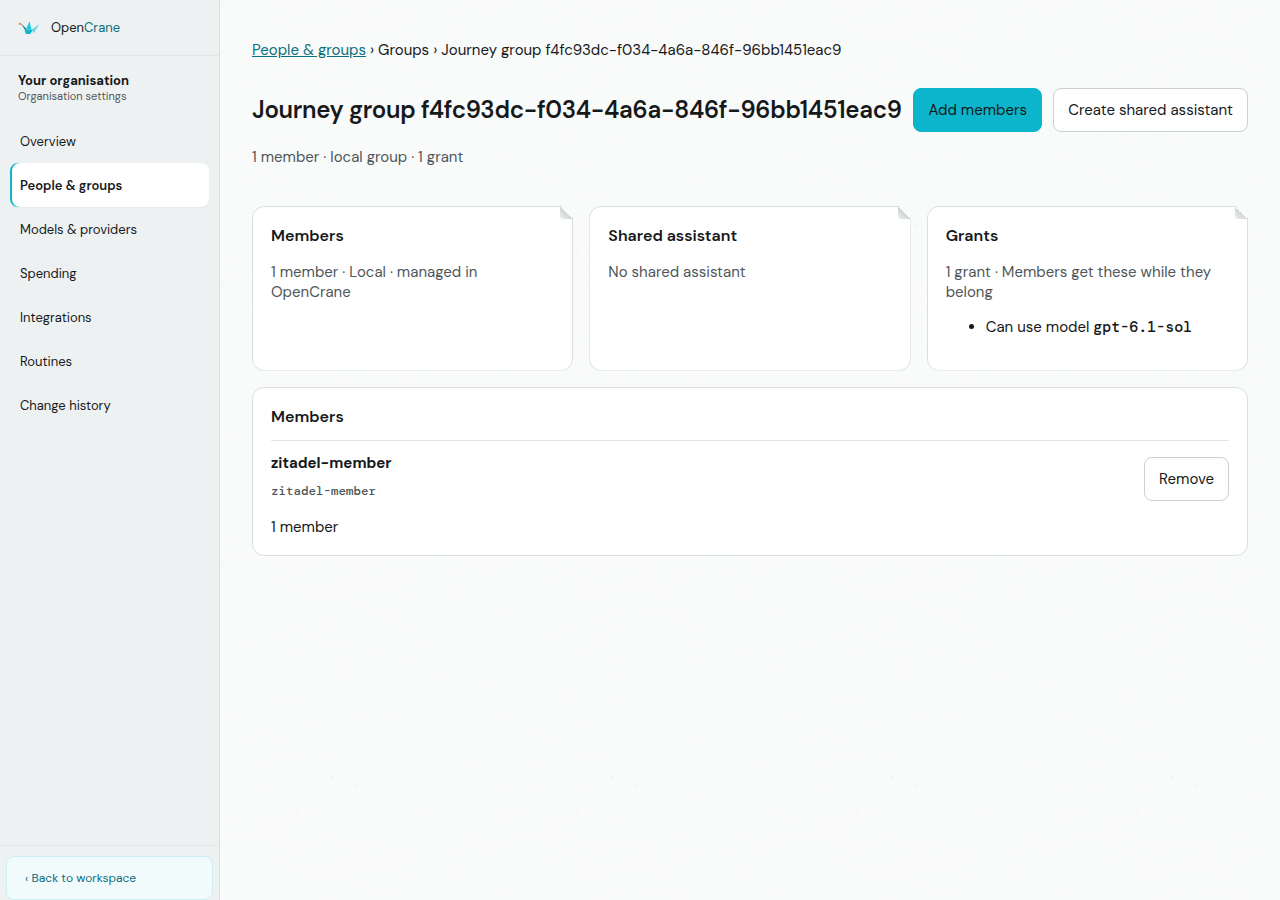 OpenCrane
Your organisation
Organisation settings
Overview
People & groups
Models & providers
Spending
Integrations
Routines
Change history
‹ Back to workspace
People & groups › Groups › Journey group f4fc93dc-f034-4a6a-846f-96bb1451eac9
Journey group f4fc93dc-f034-4a6a-846f-96bb1451eac9
Add members
Create shared assistant
1 member · local group · 1 grant
Members
1 member · Local · managed in
OpenCrane
Shared assistant
No shared assistant
Grants
1 grant · Members get these while they
belong
• Can use model gpt-6.1-sol
Members
zitadel-member
zitadel-member
Remove
1 member